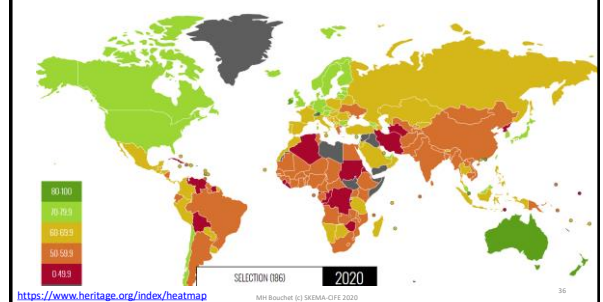 80-100
70-79.9
60-69.9
50-59.9
0-49.9
SELECTION (186) 2020
https://www.heritage.org/index/heatmap
MH Bouchet (c) SKEMA-CIFE 2020
36